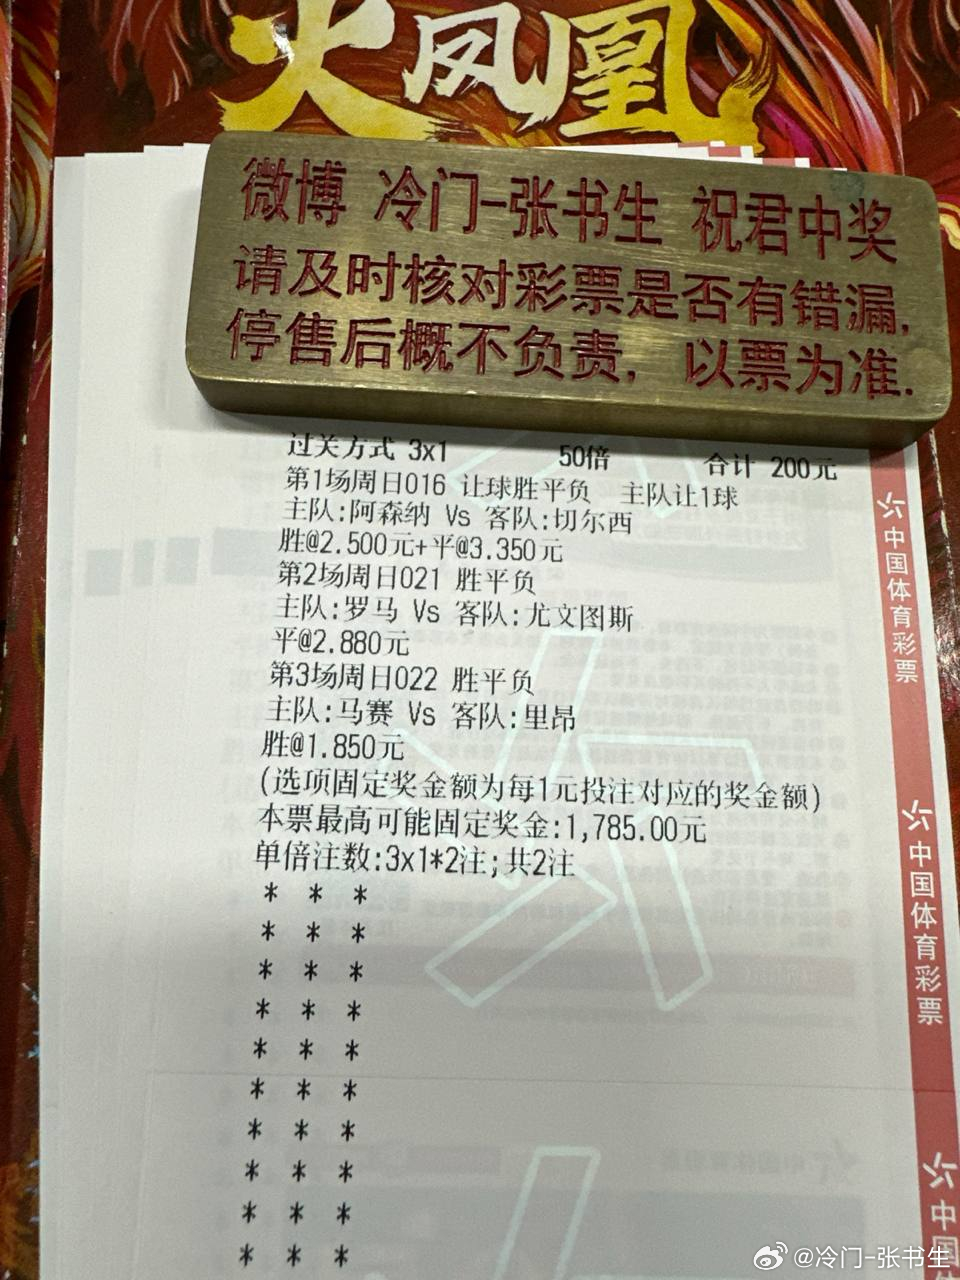 火凤凰
微博 冷门-张书生 祝君中奖
请及时核对彩票是否有错漏,
停售后概不负责, 以票为准.
过关方式 3x1 50倍 合计 200元
第1场周日016 让球胜平负 主队让1球
主队:阿森纳 Vs 客队:切尔西
胜@2.500元+平@3.350元
第2场周日021 胜平负
主队:罗马 Vs 客队:尤文图斯
平@2.880元
第3场周日022 胜平负
主队:马赛 Vs 客队:里昂
胜@1.850元
(选项固定奖金额为每1元投注对应的奖金额)
本票最高可能固定奖金:1,785.00元
单倍注数:3x1*2注;共2注
* * *
* * *
* * *
* * *
* * *
* * *
* * *
* * *
* * *
* * *
中国体育彩票
中国体育彩票
中国体
@冷门-张书生